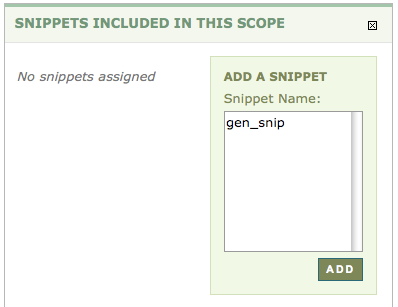 SNIPPETS INCLUDED IN THIS SCOPE
No snippets assigned
ADD A SNIPPET
Snippet Name:
gen_snip
ADD